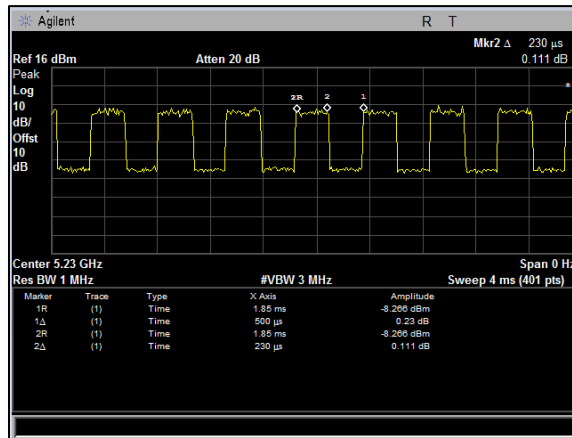 Agilent R T
Mkr2 Δ 230 μs
Ref 16 dBm Atten 20 dB 0.111 dB
Peak
Log
10
dB/
Offst
10
dB
2R 2 1
*
Center 5.23 GHz Span 0 Hz
Res BW 1 MHz #VBW 3 MHz Sweep 4 ms (401 pts)
Marker Trace Type X Axis Amplitude
1R (1) Time 1.85 ms -8.266 dBm
1Δ (1) Time 500 μs 0.23 dB
2R (1) Time 1.85 ms -8.266 dBm
2Δ (1) Time 230 μs 0.111 dB